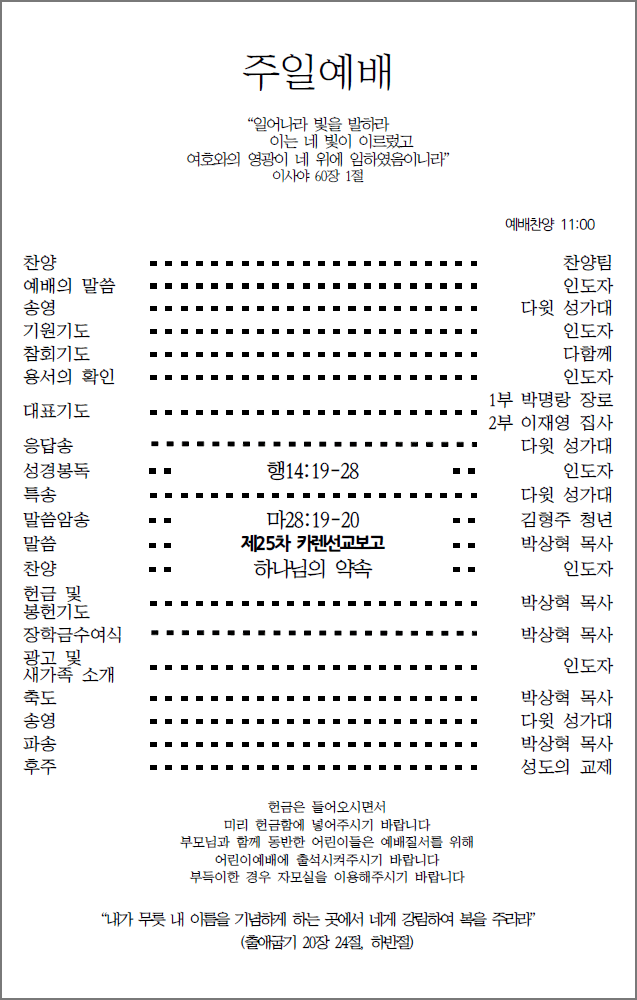 주일예배
“일어나라 빛을 발하라
이는 네 빛이 이르렀고
여호와의 영광이 네 위에 임하였음이니라”
이사야 60장 1절
예배찬양 11:00
찬양 찬양팀
예배의 말씀 인도자
송영 다윗 성가대
기원기도 인도자
참회기도 다함께
용서의 확인 인도자
대표기도 1부 박명랑 장로
2부 이재영 집사
응답송 다윗 성가대
성경봉독 행14:19-28 인도자
특송 다윗 성가대
말씀암송 마28:19-20 김형주 청년
말씀 제25차 카렌선교보고 박상혁 목사
찬양 하나님의 약속 인도자
헌금 및
봉헌기도 박상혁 목사
장학금수여식 박상혁 목사
광고 및
새가족 소개 인도자
축도 박상혁 목사
송영 다윗 성가대
파송 박상혁 목사
후주 성도의 교제
헌금은 들어오시면서
미리 헌금함에 넣어주시기 바랍니다
부모님과 함께 동반한 어린이들은 예배질서를 위해
어린이예배에 출석시켜주시기 바랍니다
부득이한 경우 자모실을 이용해주시기 바랍니다
“내가 무릇 내 이름을 기념하게 하는 곳에서 네게 강림하여 복을 주리라”
(출애굽기 20장 24절, 하반절)